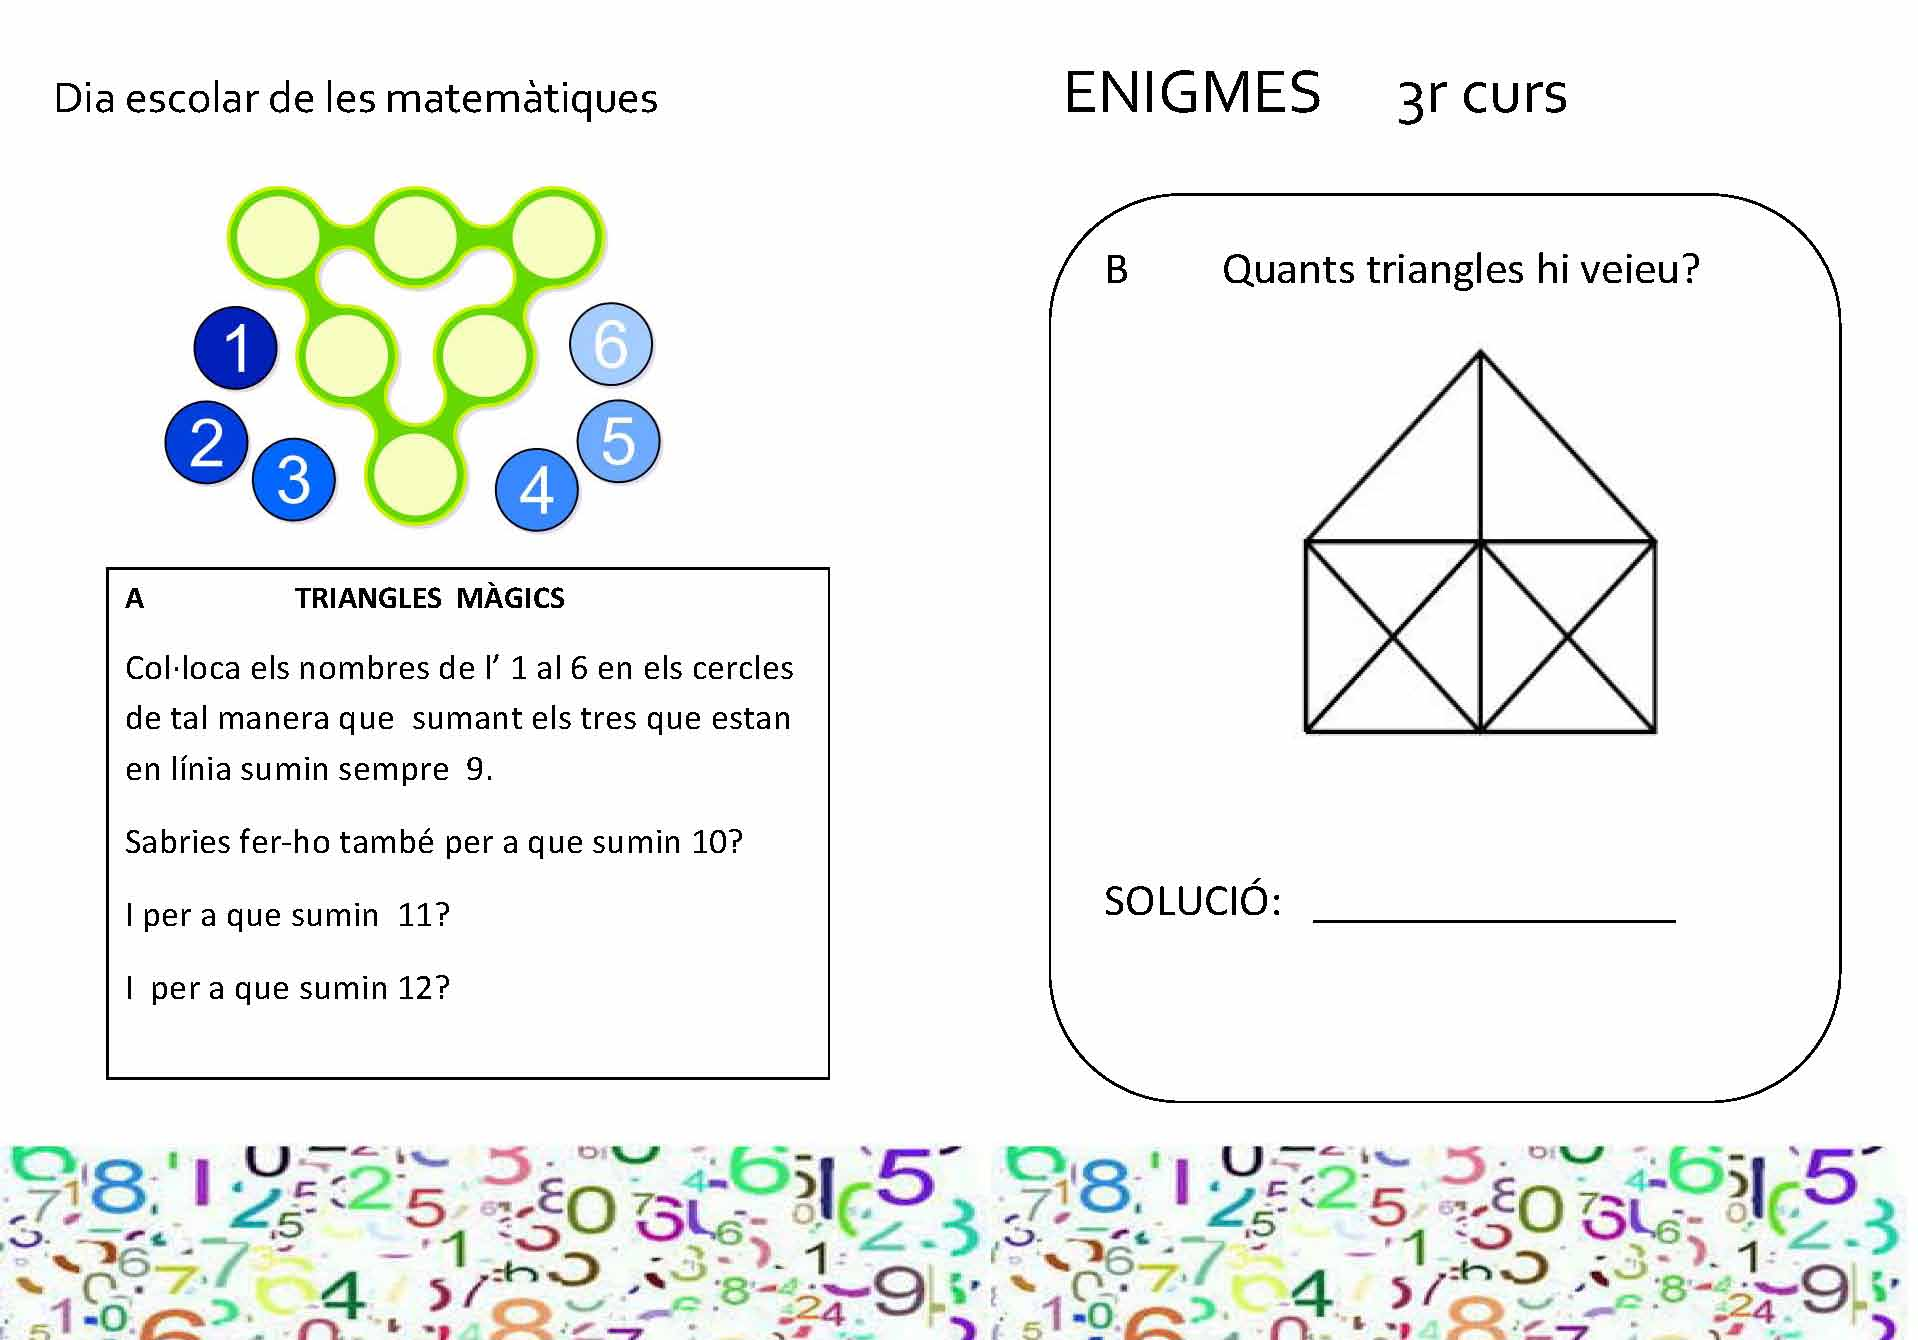 Dia escolar de les matemàtiques
1
2
3
4
5
6
A TRIANGLES MÀGICS
Col·loca els nombres de l’ 1 al 6 en els cercles
de tal manera que sumant els tres que estan
en línia sumin sempre 9.
Sabries fer-ho també per a que sumin 10?
I per a que sumin 11?
I per a que sumin 12?
ENIGMES 3r curs
B Quants triangles hi veieu?
SOLUCIÓ: